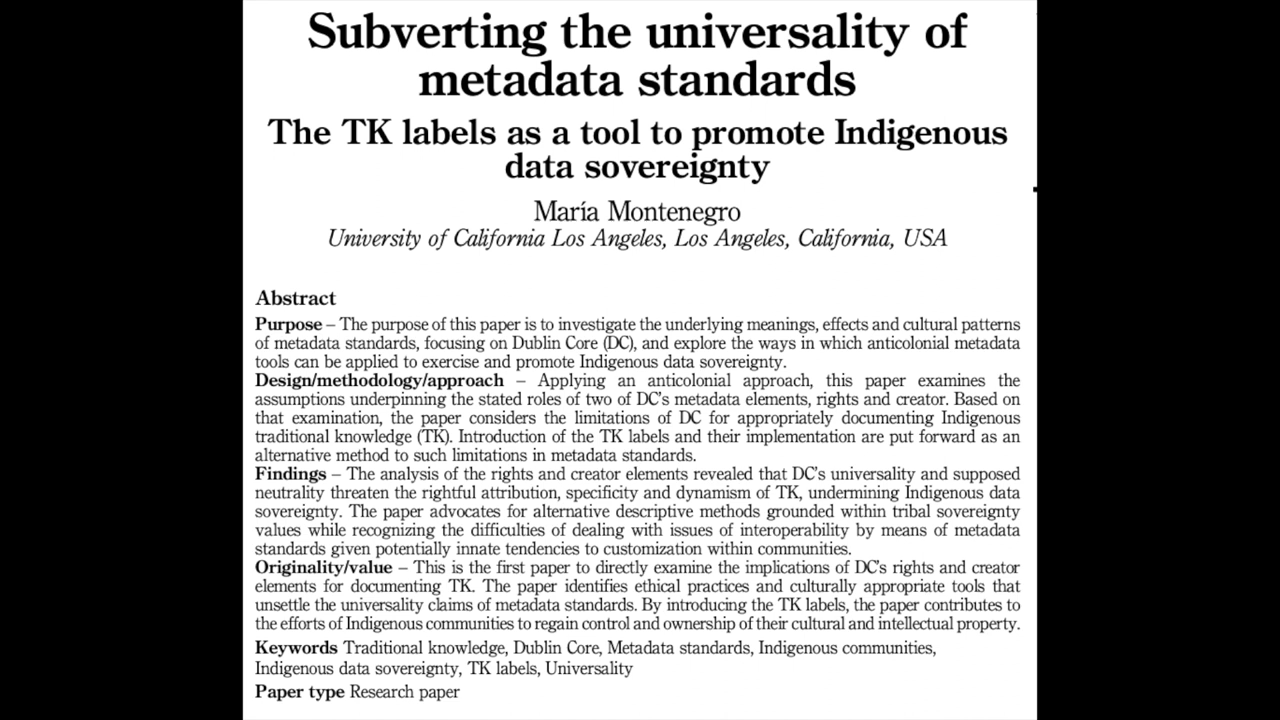 Subverting the universality of
metadata standards
The TK labels as a tool to promote Indigenous
data sovereignty
María Montenegro
University of California Los Angeles, Los Angeles, California, USA
Abstract
Purpose – The purpose of this paper is to investigate the underlying meanings, effects and cultural patterns
of metadata standards, focusing on Dublin Core (DC), and explore the ways in which anticolonial metadata
tools can be applied to exercise and promote Indigenous data sovereignty.
Design/methodology/approach – Applying an anticolonial approach, this paper examines the
assumptions underpinning the stated roles of two of DC's metadata elements, rights and creator. Based on
that examination, the paper considers the limitations of DC for appropriately documenting Indigenous
traditional knowledge (TK). Introduction of the TK labels and their implementation are put forward as an
alternative method to such limitations in metadata standards.
Findings – The analysis of the rights and creator elements revealed that DC's universality and supposed
neutrality threaten the rightful attribution, specificity and dynamism of TK, undermining Indigenous data
sovereignty. The paper advocates for alternative descriptive methods grounded within tribal sovereignty
values while recognizing the difficulties of dealing with issues of interoperability by means of metadata
standards given potentially innate tendencies to customization within communities.
Originality/value – This is the first paper to directly examine the implications of DC's rights and creator
elements for documenting TK. The paper identifies ethical practices and culturally appropriate tools that
unsettle the universality claims of metadata standards. By introducing the TK labels, the paper contributes to
the efforts of Indigenous communities to regain control and ownership of their cultural and intellectual property.
Keywords Traditional knowledge, Dublin Core, Metadata standards, Indigenous communities,
Indigenous data sovereignty, TK labels, Universality
Paper type Research paper